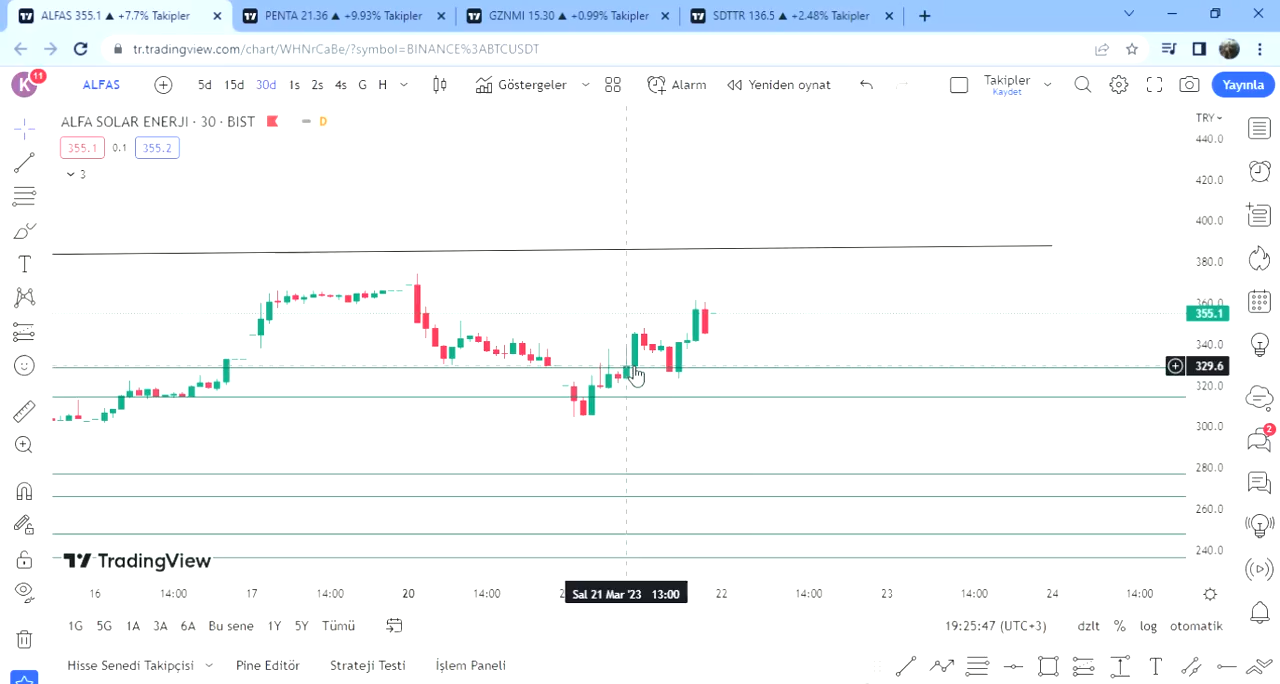 ALFAS 355.1 ▲ +7.7% Takipler
PENTA 21.36 ▲ +9.93% Takipler
GZNMI 15.30 ▲ +0.99% Takipler
SDTTR 136.5 ▲ +2.48% Takipler
tr.tradingview.com/chart/WHNrCaBe/?symbol=BINANCE%3ABTCUSDT
K 11
ALFAS
5d 15d 30d 1s 2s 4s G H
Göstergeler
Alarm
Yeniden oynat
Takipler
Kaydet
Yayınla
ALFA SOLAR ENERJI · 30 · BIST
D
355.1 0.1 355.2
3
TRY
440.0
420.0
400.0
380.0
360.0
355.1
340.0
329.6
320.0
300.0
280.0
260.0
240.0
2
TradingView
16 14:00 17 14:00 20 14:00 Sal 21 Mar '23 13:00 22 14:00 23 14:00 24 14:00
1G 5G 1A 3A 6A Bu sene 1Y 5Y Tümü
19:25:47 (UTC+3) dzlt % log otomatik
Hisse Senedi Takipçisi Pine Editör Strateji Testi İşlem Paneli